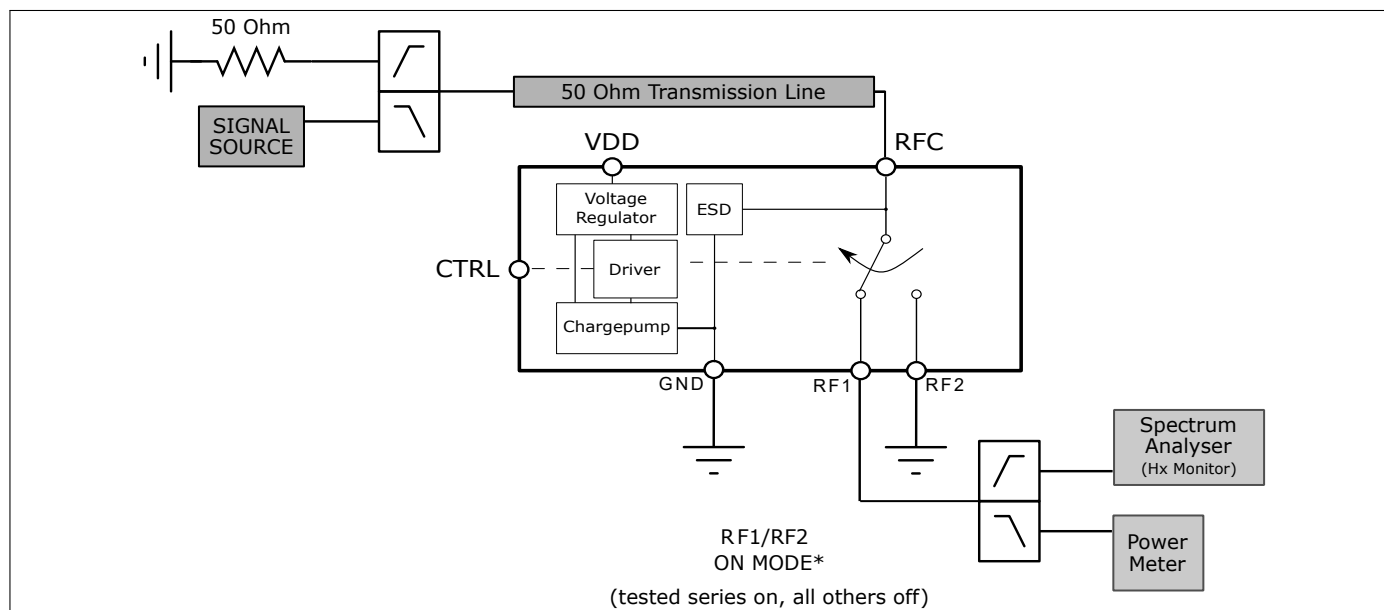 50 Ohm
SIGNAL
SOURCE
50 Ohm Transmission Line
VDD
RFC
Voltage
Regulator
ESD
CTRL
Driver
Chargepump
GND
RF1
RF2
Spectrum
Analyser
(Hx Monitor)
Power
Meter
RF1/RF2
ON MODE*
(tested series on, all others off)